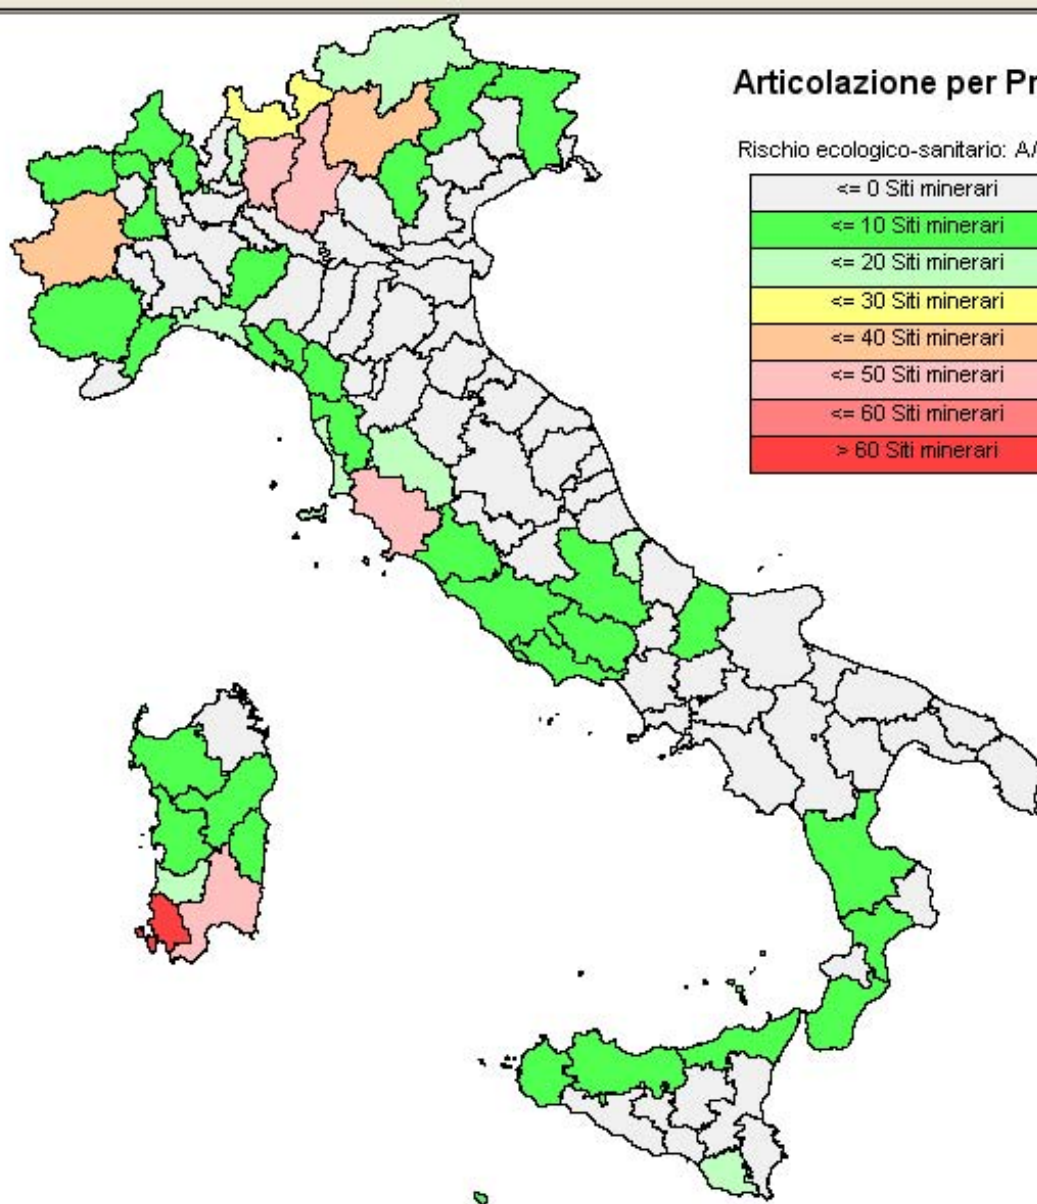 Articolazione per Pr
Rischio ecologico-sanitario: A/
<= 0 Siti minerari
<= 10 Siti minerari
<= 20 Siti minerari
<= 30 Siti minerari
<= 40 Siti minerari
<= 50 Siti minerari
<= 60 Siti minerari
> 60 Siti minerari